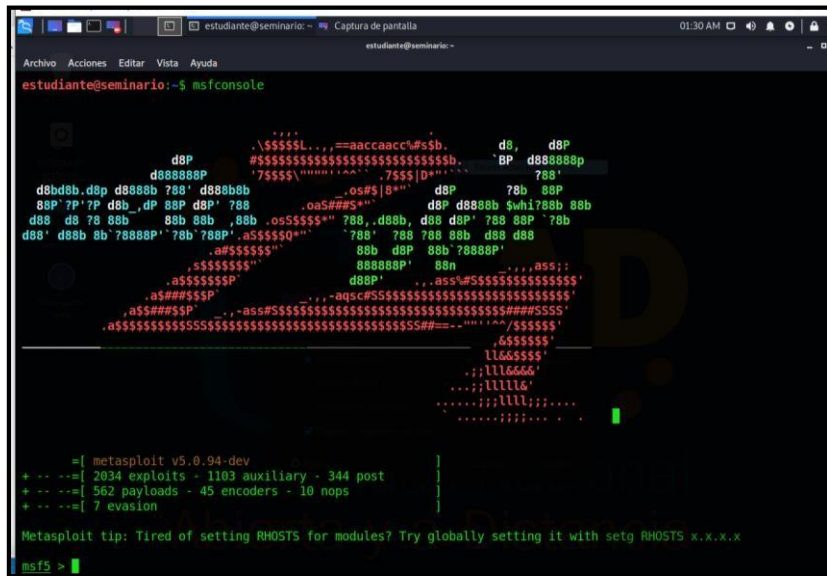 estudiante@seminario: ~ Captura de pantalla 01:30 AM
estudiante@seminario: ~
Archivo Acciones Editar Vista Ayuda
estudiante@seminario:~$ msfconsole
=[ metasploit v5.0.94-dev ]
+ -- --=[ 2034 exploits - 1103 auxiliary - 344 post ]
+ -- --=[ 562 payloads - 45 encoders - 10 nops ]
+ -- --=[ 7 evasion ]
Metasploit tip: Tired of setting RHOSTS for modules? Try globally setting it with setg RHOSTS x.x.x.x
msf5 >